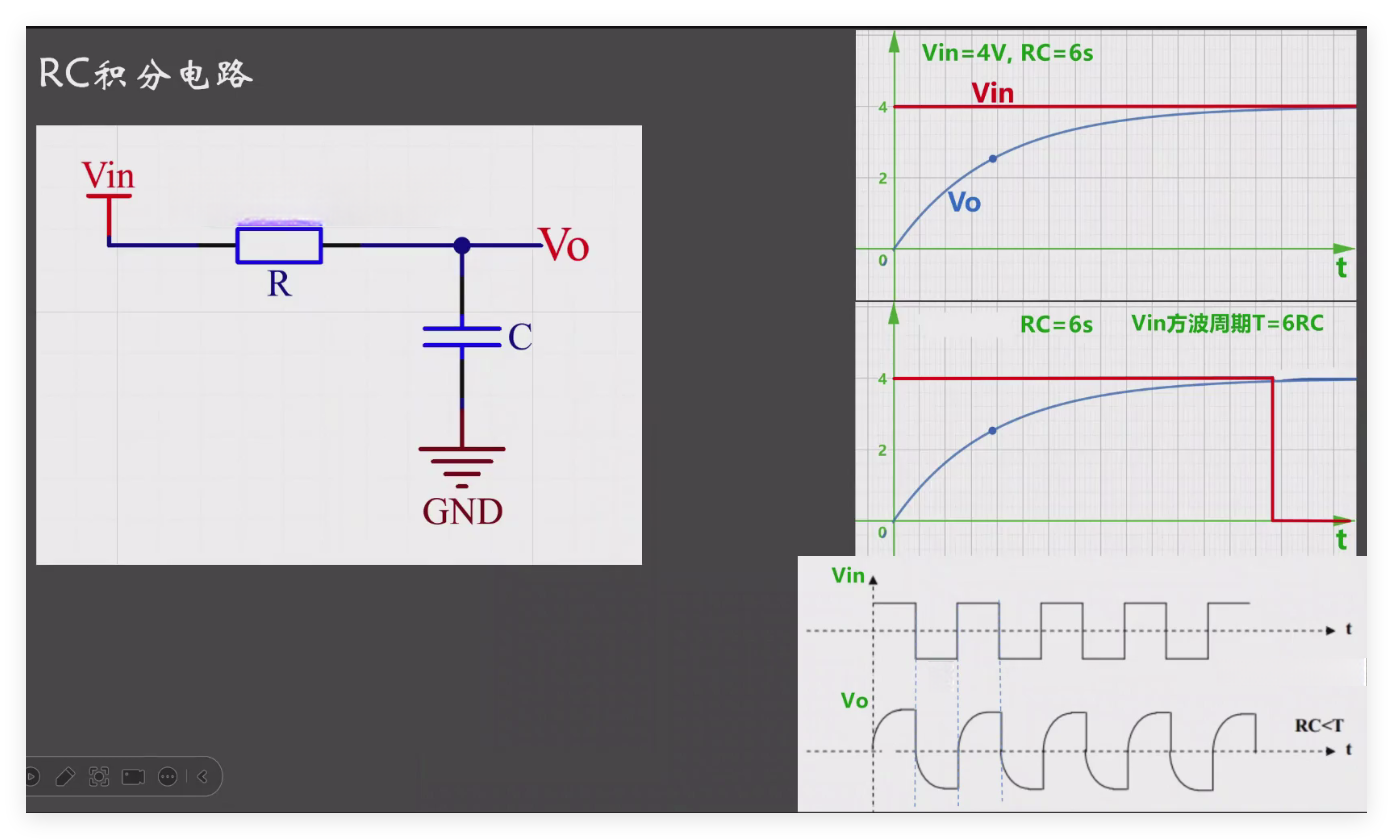 RC积分电路
Vin
R
Vo
C
GND
Vin=4V, RC=6s
Vin
4
2
Vo
0
t
RC=6s Vin方波周期T=6RC
4
2
0
t
Vin
t
Vo
RC<T
t